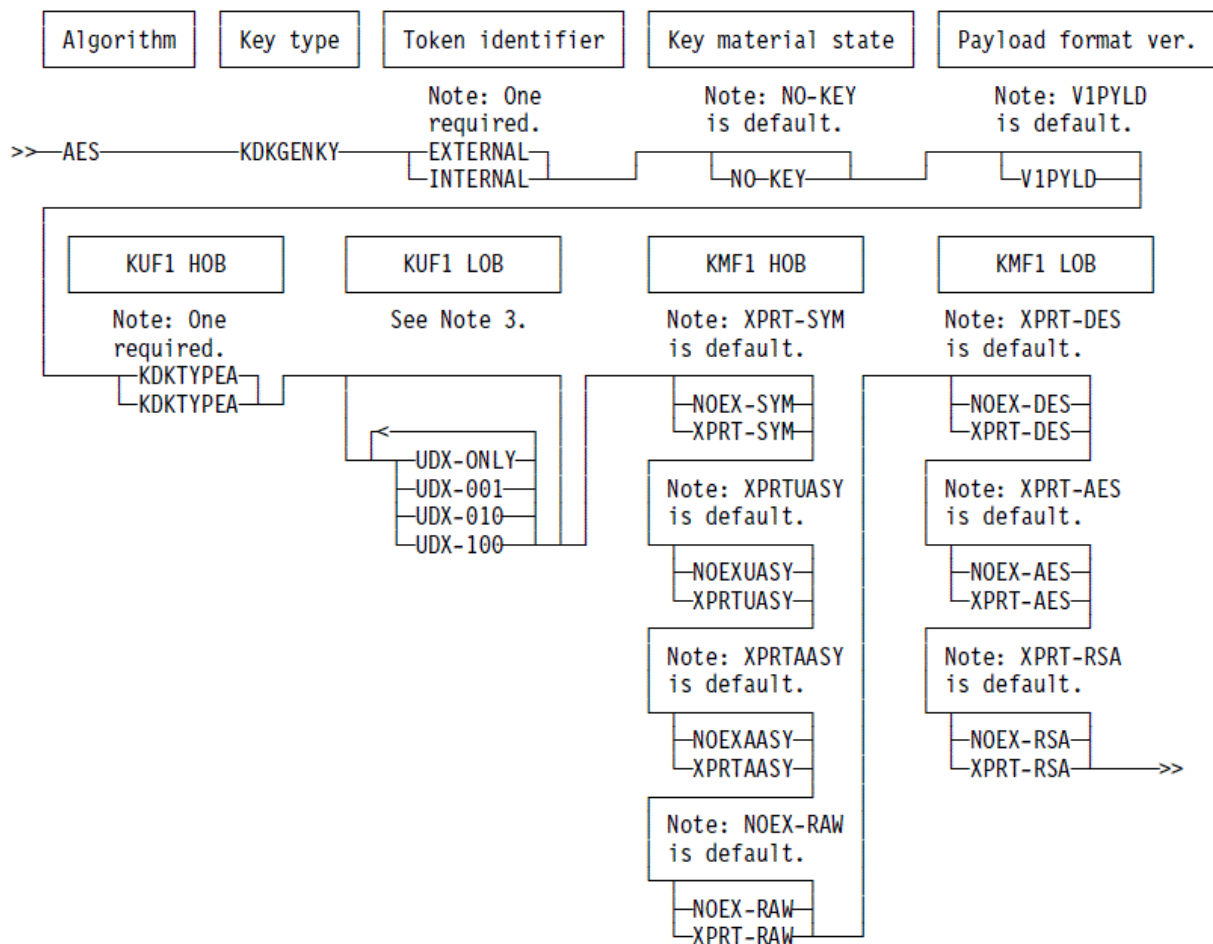 Algorithm Key type Token identifier Key material state Payload format ver.
Note: One Note: NO-KEY Note: V1PYLD
required. is default. is default.
>> AES KDKGENKY EXTERNAL
INTERNAL NO-KEY V1PYLD
KUF1 HOB KUF1 LOB KMF1 HOB KMF1 LOB
Note: One See Note 3. Note: XPRT-SYM Note: XPRT-DES
required. is default. is default.
KDKTYPEA
KDKTYPEA NOEX-SYM NOEX-DES
< XPRT-SYM XPRT-DES
UDX-ONLY
UDX-001 Note: XPRTUASY Note: XPRT-AES
UDX-010 is default. is default.
UDX-100
NOEXUASY NOEX-AES
XPRTUASY XPRT-AES
Note: XPRTAASY Note: XPRT-RSA
is default. is default.
NOEXAASY NOEX-RSA
XPRTAASY XPRT-RSA >>
Note: NOEX-RAW
is default.
NOEX-RAW
XPRT-RAW